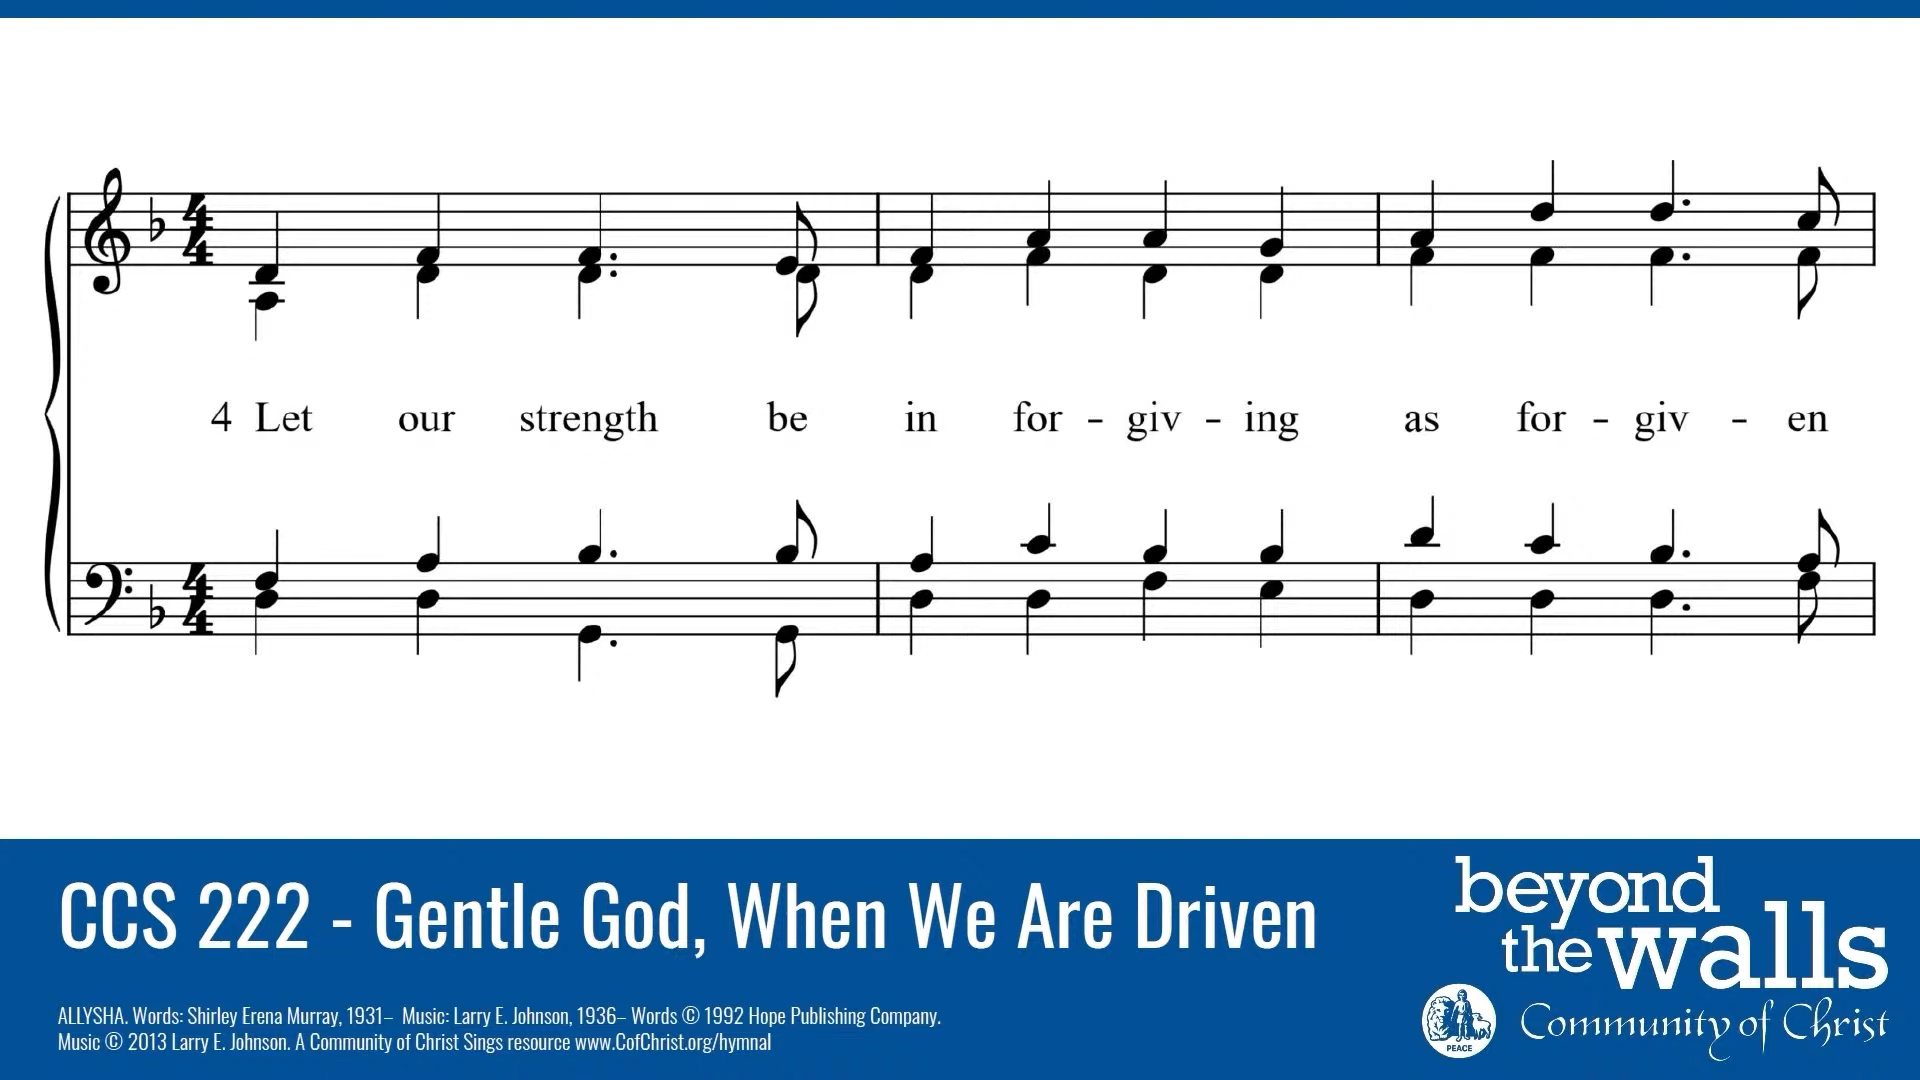 4 Let our strength be in for - giv - ing as for - giv - en
CCS 222 - Gentle God, When We Are Driven
ALLYSHA. Words: Shirley Erena Murray, 1931– Music: Larry E. Johnson, 1936– Words © 1992 Hope Publishing Company.
Music © 2013 Larry E. Johnson. A Community of Christ Sings resource www.CofChrist.org/hymnal
beyond
the walls
Community of Christ
PEACE